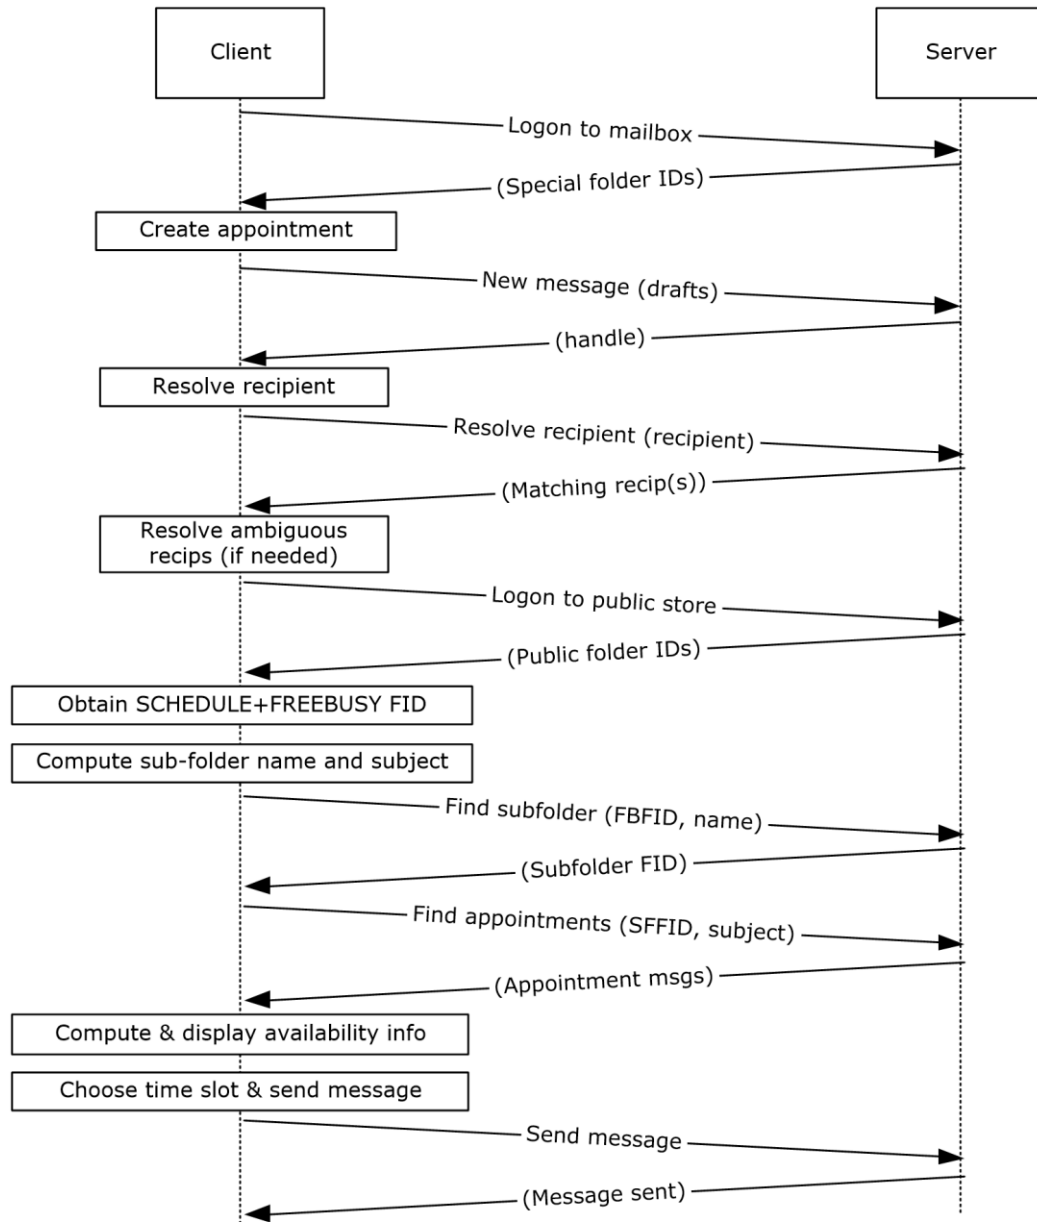 Client
Server
Logon to mailbox
(Special folder IDs)
Create appointment
New message (drafts)
(handle)
Resolve recipient
Resolve recipient (recipient)
(Matching recip(s))
Resolve ambiguous
recips (if needed)
Logon to public store
(Public folder IDs)
Obtain SCHEDULE+FREEBUSY FID
Compute sub-folder name and subject
Find subfolder (FBFID, name)
(Subfolder FID)
Find appointments (SFFID, subject)
(Appointment msgs)
Compute & display availability info
Choose time slot & send message
Send message
(Message sent)